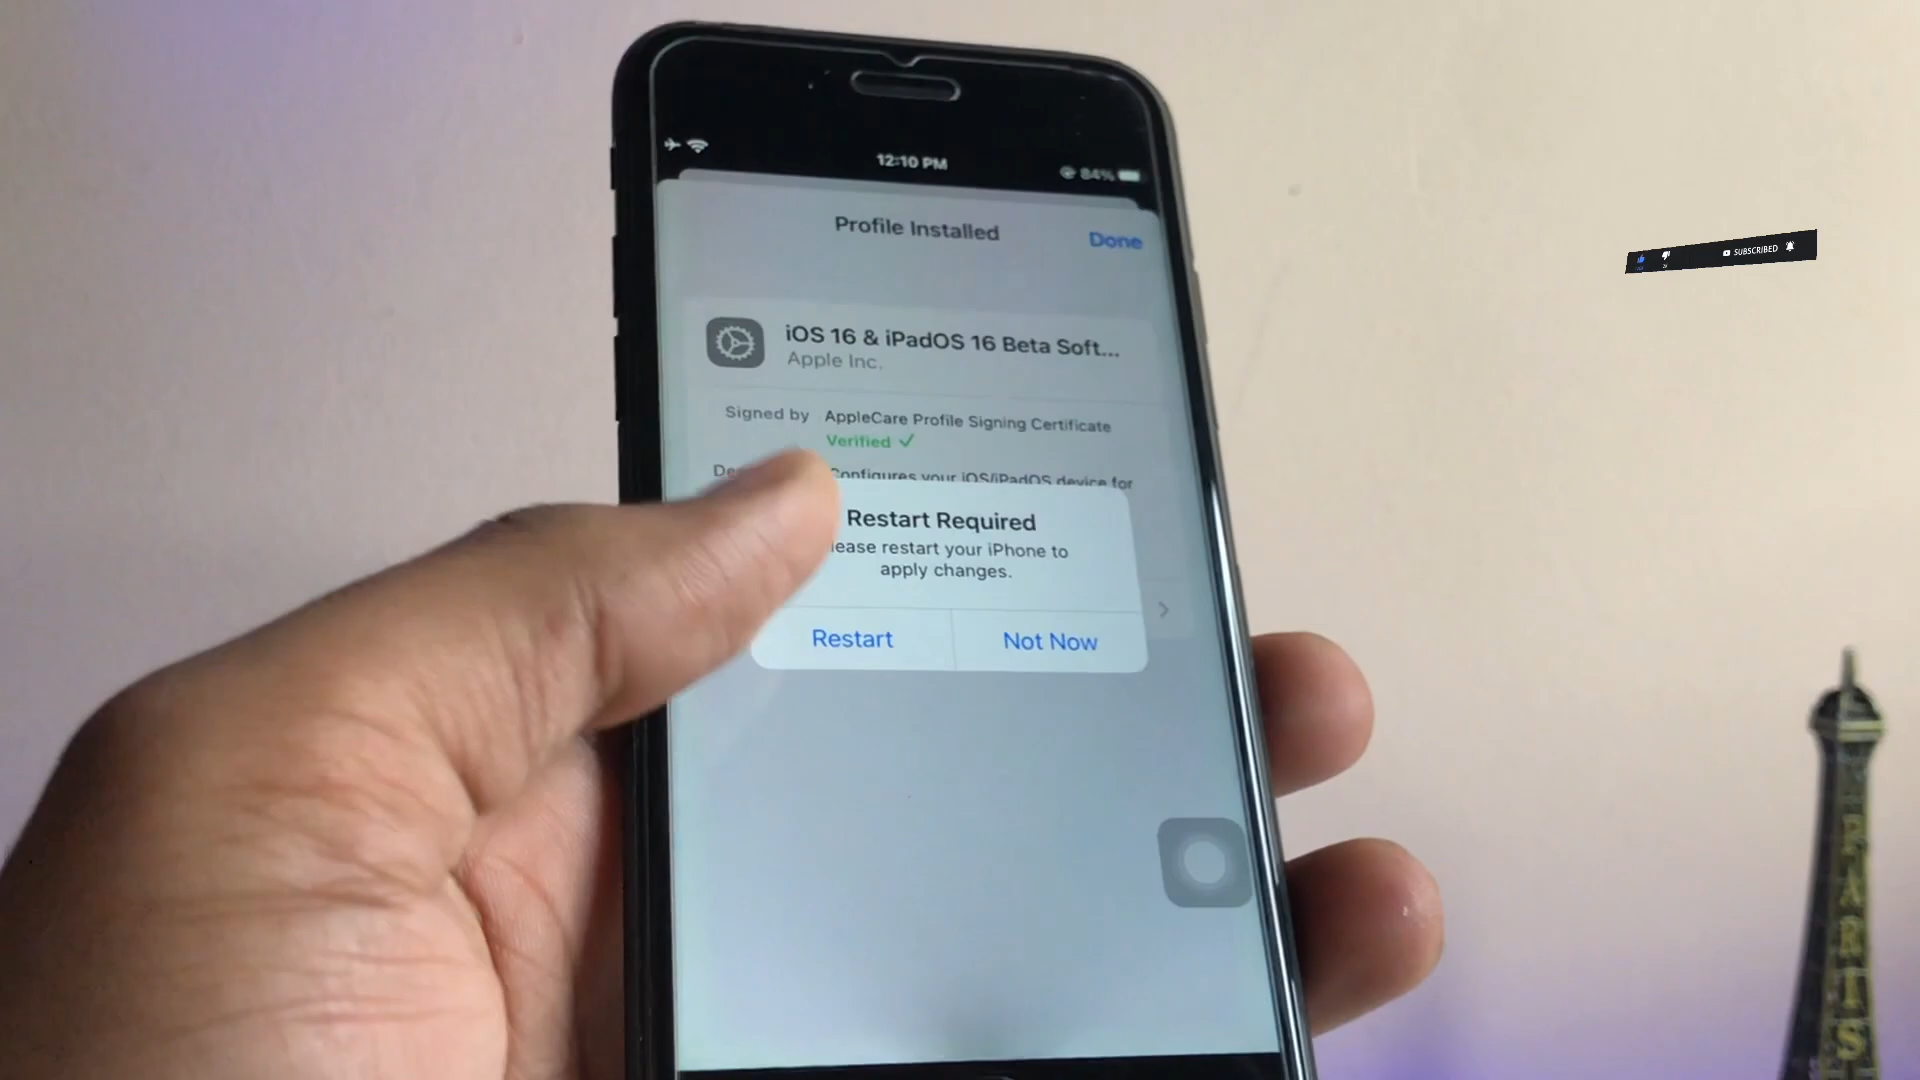 12:10 PM
84%
Profile Installed
Done
iOS 16 & iPadOS 16 Beta Soft...
Apple Inc.
Signed by AppleCare Profile Signing Certificate
Verified ✓
Configures your iOS/iPadOS device for
Restart Required
lease restart your iPhone to
apply changes.
Restart
Not Now
SUBSCRIBED
PARIS